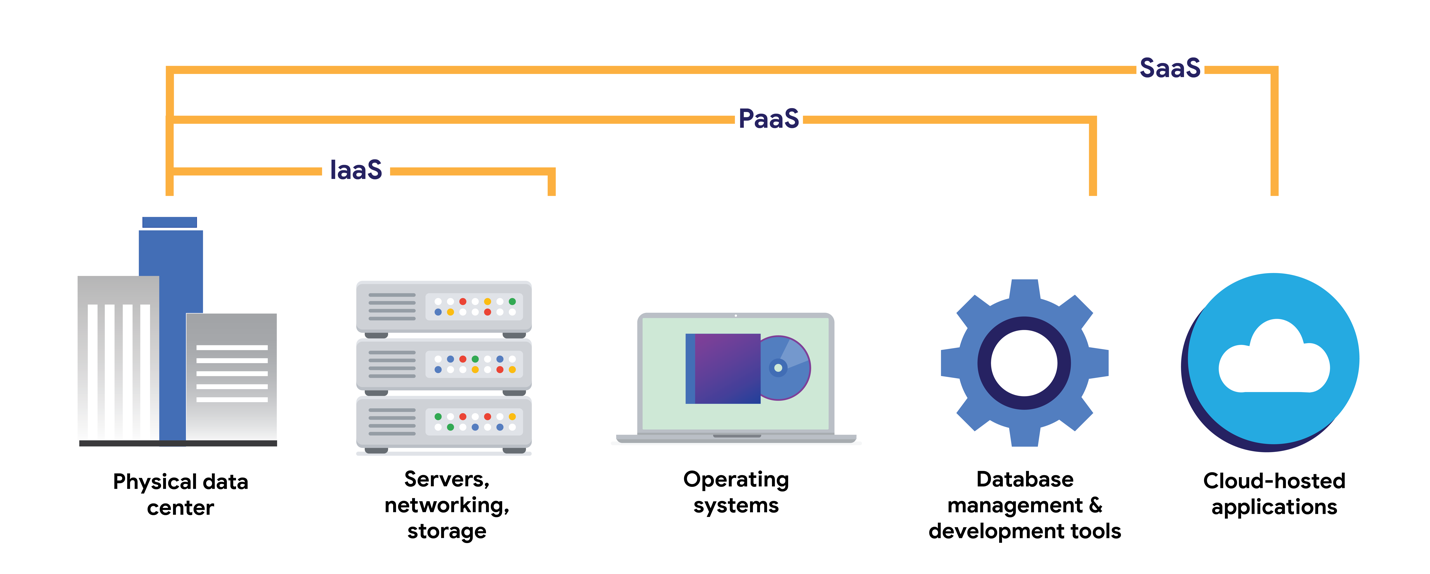 SaaS
PaaS
IaaS
Physical data
center
Servers,
networking,
storage
Operating
systems
Database
management &
development tools
Cloud-hosted
applications